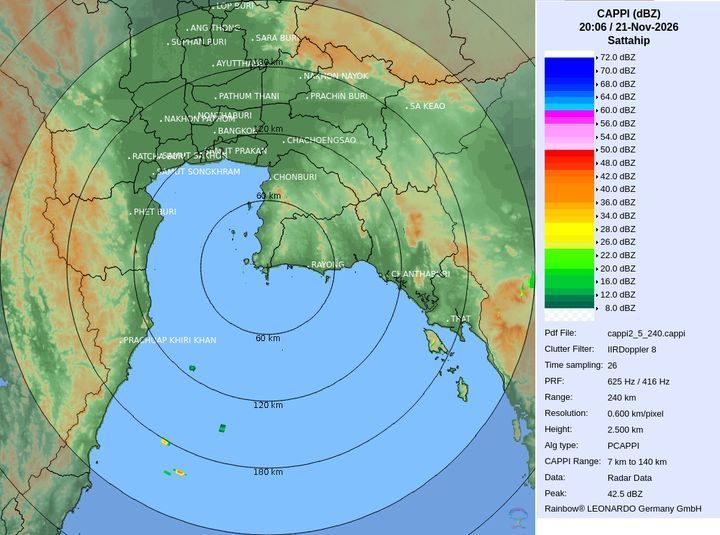 LOP BURI
ANG THONG
SUPHAN BURI
SARA BURI
AYUTTHAYA
NAKHON NAYOK
PATHUM THANI
PRACHIN BURI
SA KEAO
NONTHABURI
NAKHON PATHOM
BANGKOK
CHACHOENGSAO
SAMUT PRAKAN
SAMUT SAKHON
SAMUT SONGKHRAM
CHONBURI
60 km
PHET BURI
RAYONG
CHANTHABURI
TRAT
PRACHUAP KHIRI KHAN
60 km
120 km
180 km
CAPPI (dBZ)
20:06 / 21-Nov-2026
Sattahip
72.0 dBZ
70.0 dBZ
68.0 dBZ
64.0 dBZ
60.0 dBZ
56.0 dBZ
54.0 dBZ
50.0 dBZ
48.0 dBZ
42.0 dBZ
40.0 dBZ
36.0 dBZ
34.0 dBZ
28.0 dBZ
26.0 dBZ
22.0 dBZ
20.0 dBZ
16.0 dBZ
12.0 dBZ
8.0 dBZ
Pdf File: cappi2_5_240.cappi
Clutter Filter: IIRDoppler 8
Time sampling: 26
PRF: 625 Hz / 416 Hz
Range: 240 km
Resolution: 0.600 km/pixel
Height: 2.500 km
Alg type: PCAPPI
CAPPI Range: 7 km to 140 km
Data: Radar Data
Peak: 42.5 dBZ
Rainbow® LEONARDO Germany GmbH